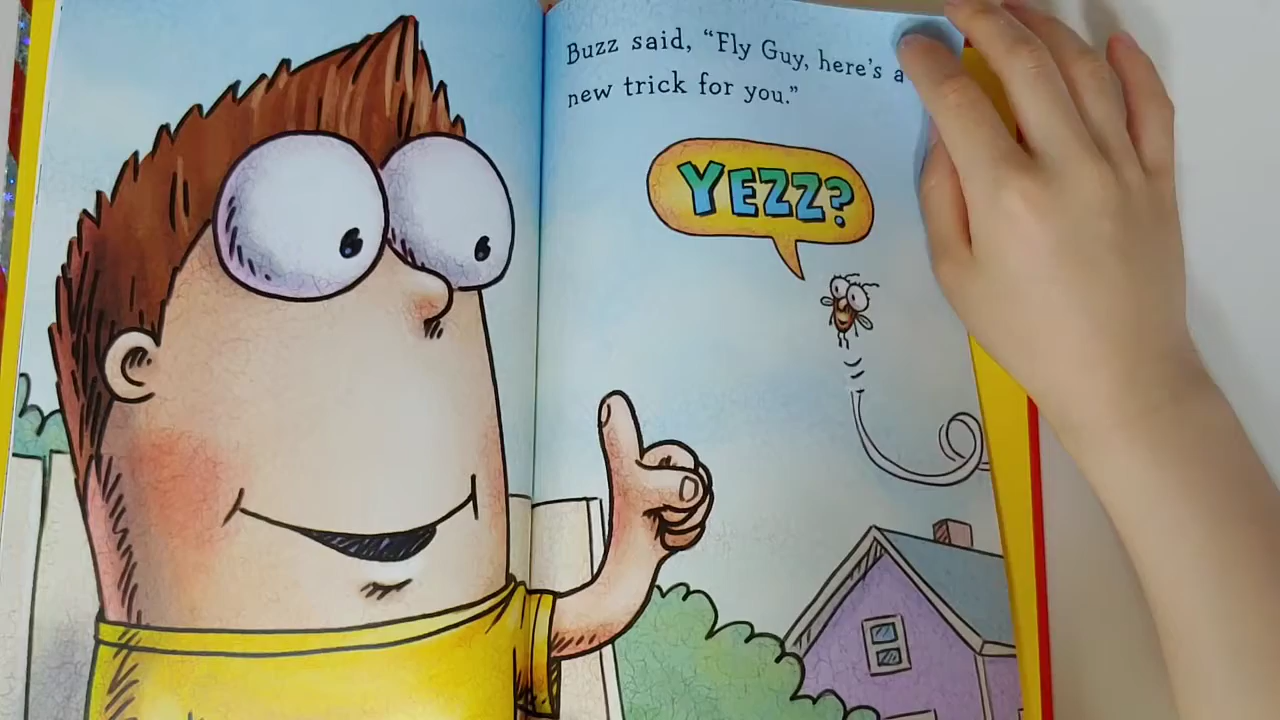 Buzz said, “Fly Guy, here’s a
new trick for you.”
YEZZ?